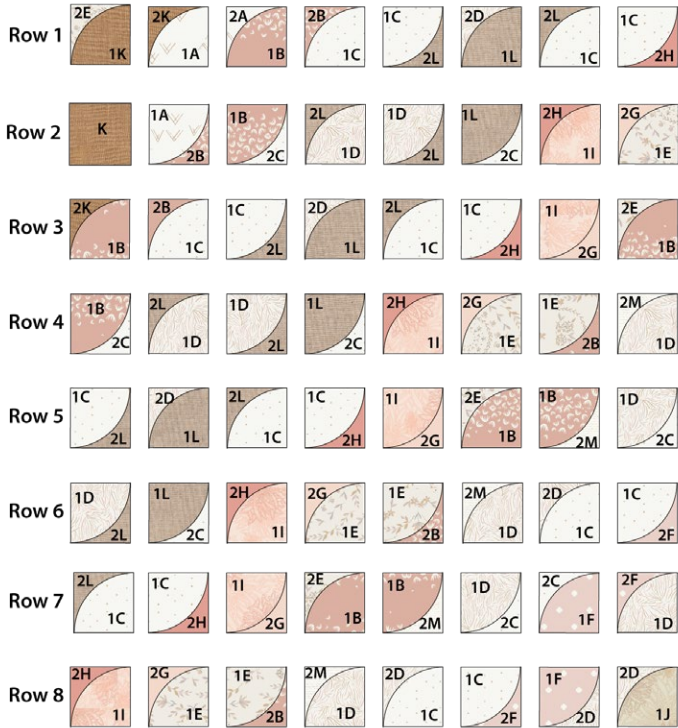 Row 1 2E 1K 2K 1A 2A 1B 2B 1C 1C 2L 2D 1L 2L 1C 1C 2H
Row 2 K 1A 2B 1B 2C 2L 1D 1D 2L 1L 2C 2H 1I 2G 1E
Row 3 2K 1B 2B 1C 1C 2L 2D 1L 2L 1C 1C 2H 1I 2G 2E 1B
Row 4 1B 2C 2L 1D 1D 2L 1L 2C 2H 1I 2G 1E 1E 2B 2M 1D
Row 5 1C 2L 2D 1L 2L 1C 1C 2H 1I 2G 2E 1B 1B 2M 1D 2C
Row 6 1D 2L 1L 2C 2H 1I 2G 1E 1E 2B 2M 1D 2D 1C 1C 2F
Row 7 2L 1C 1C 2H 1I 2G 2E 1B 1B 2M 1D 2C 2C 1F 2F 1D
Row 8 2H 1I 2G 1E 1E 2B 2M 1D 2D 1C 1C 2F 1F 2D 2D 1J